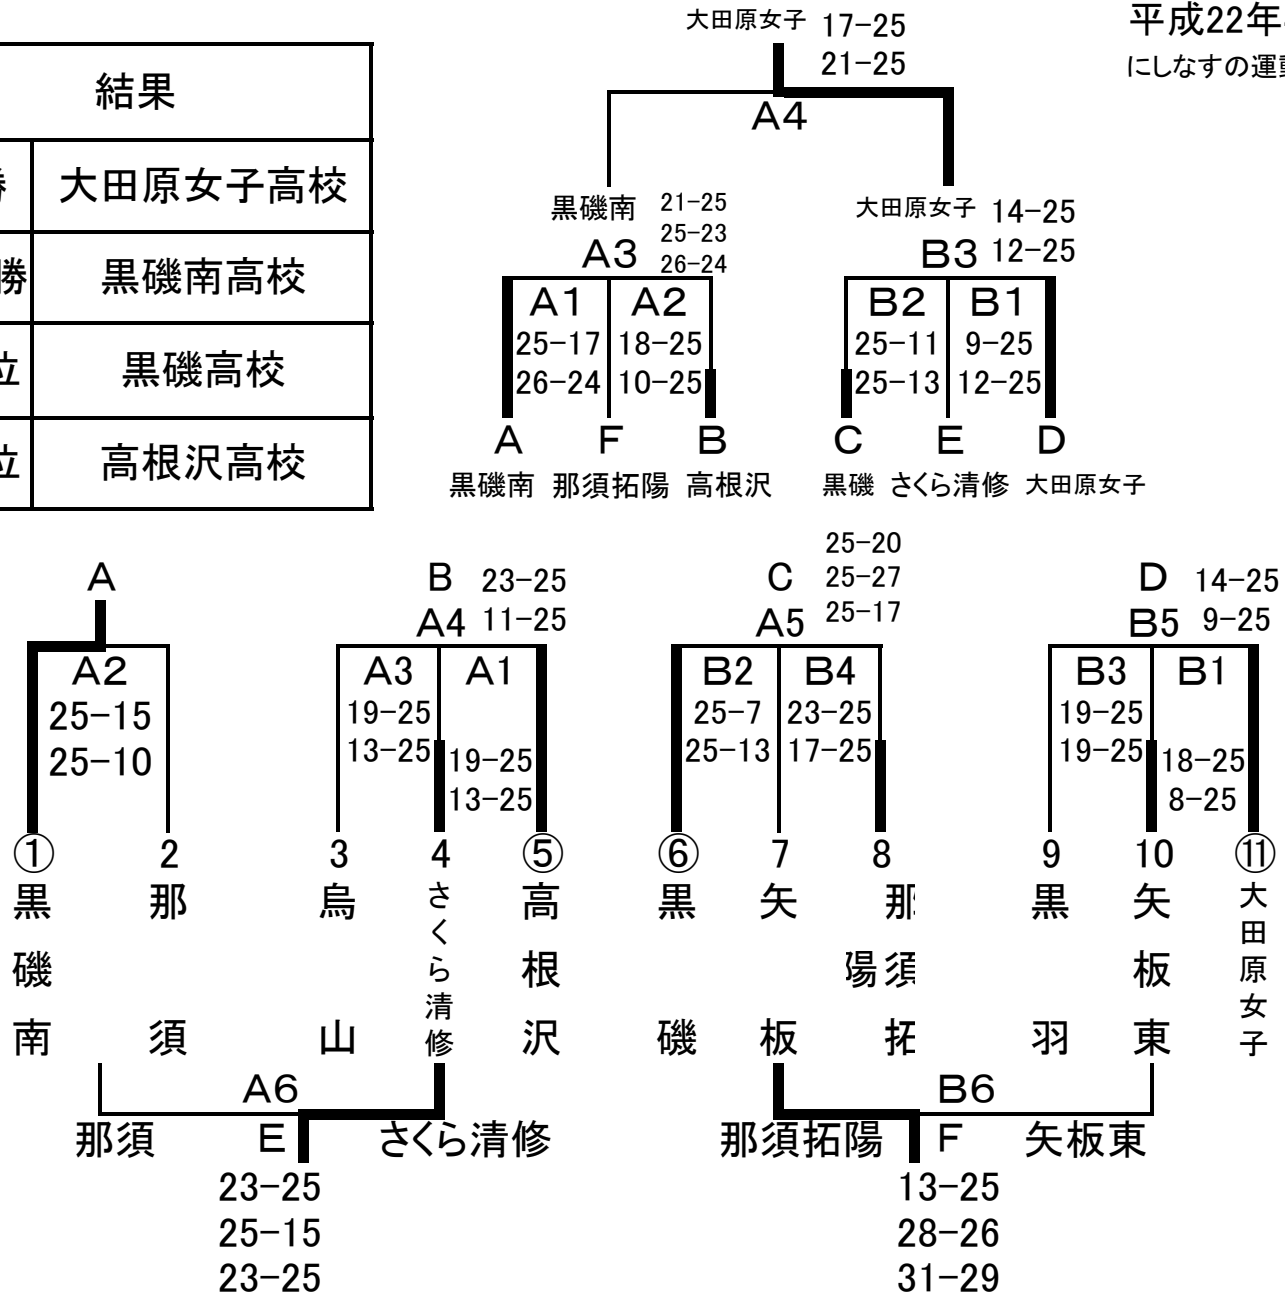 大田原女子 17-25
21-25
A4
平成22年
にしなすの運動
結果
勝 大田原女子高校
勝 黒磯南高校
位 黒磯高校
位 高根沢高校
黒磯南 21-25
25-23
26-24
A3
大田原女子 14-25
12-25
B3
A1 A2 B2 B1
25-17 18-25 25-11 9-25
26-24 10-25 25-13 12-25
A F B C E D
黒磯南 那須拓陽 高根沢 黒磯 さくら清修 大田原女子
A
B 23-25
A4 11-25
C 25-20
25-27
A5 25-17
D 14-25
B5 9-25
A2
25-15
25-10
A3 A1
19-25
13-25
19-25
13-25
B2 B4
25-7 23-25
25-13 17-25
B3 B1
19-25
19-25
18-25
8-25
① 2 3 4 ⑤ ⑥ 7 8 9 10 ⑪
黒磯南
那須
烏山
さくら清修
高根沢
黒磯
矢板
那須拓陽
黒羽
矢板東
大田原女子
A6
那須 E さくら清修
23-25
25-15
23-25
B6
那須拓陽 F 矢板東
13-25
28-26
31-29